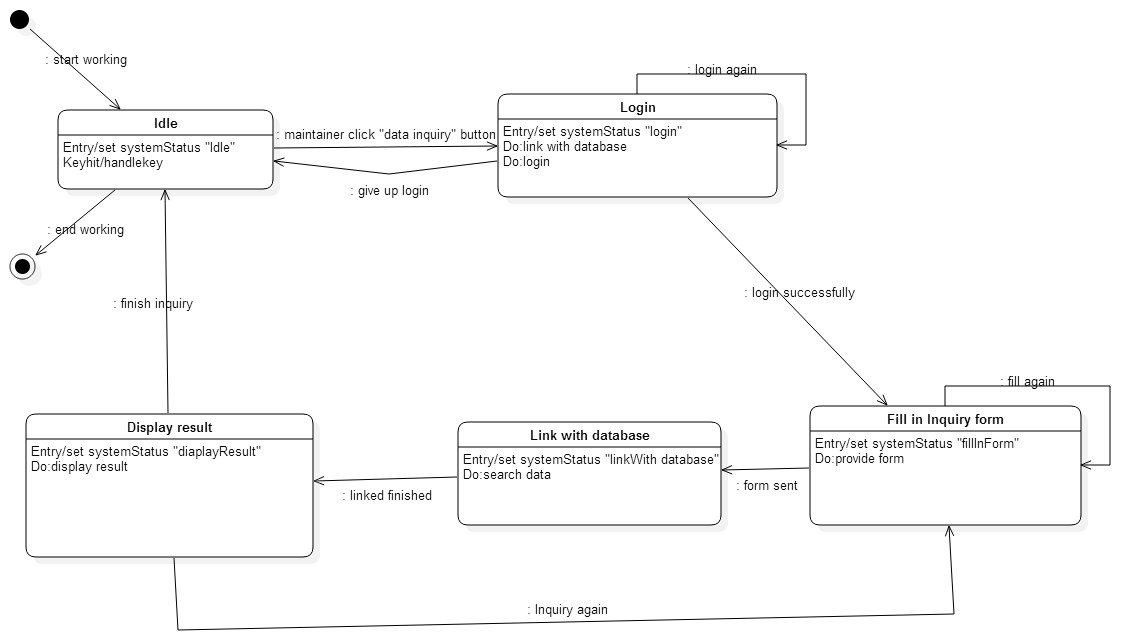 : start working
: login again
Login
Idle
: maintainer click "data inquiry" button
Entry/set systemStatus "login"
Do:link with database
Do:login
Entry/set systemStatus "Idle"
Keyhit/handlekey
: give up login
: end working
: login successfully
: finish inquiry
: fill again
Display result
Entry/set systemStatus "diaplayResult"
Do:display result
Link with database
Entry/set systemStatus "linkWith database"
Do:search data
Fill in Inquiry form
Entry/set systemStatus "fillInForm"
Do:provide form
: form sent
: linked finished
: Inquiry again